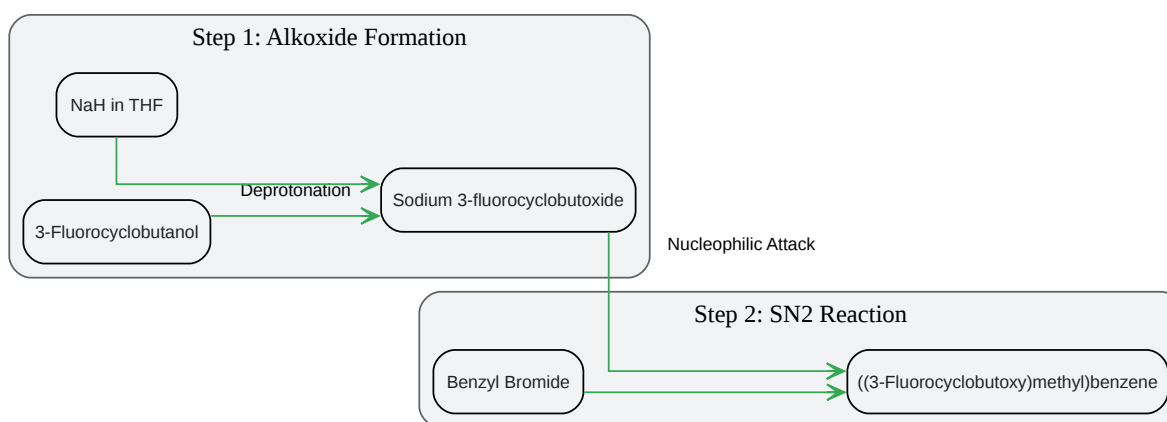 Step 1: Alkoxide Formation
NaH in THF
Deprotonation
Sodium 3-fluorocyclobutoxide
3-Fluorocyclobutanol
Nucleophilic Attack
Step 2: SN2 Reaction
Benzyl Bromide
((3-Fluorocyclobutoxy)methyl)benzene